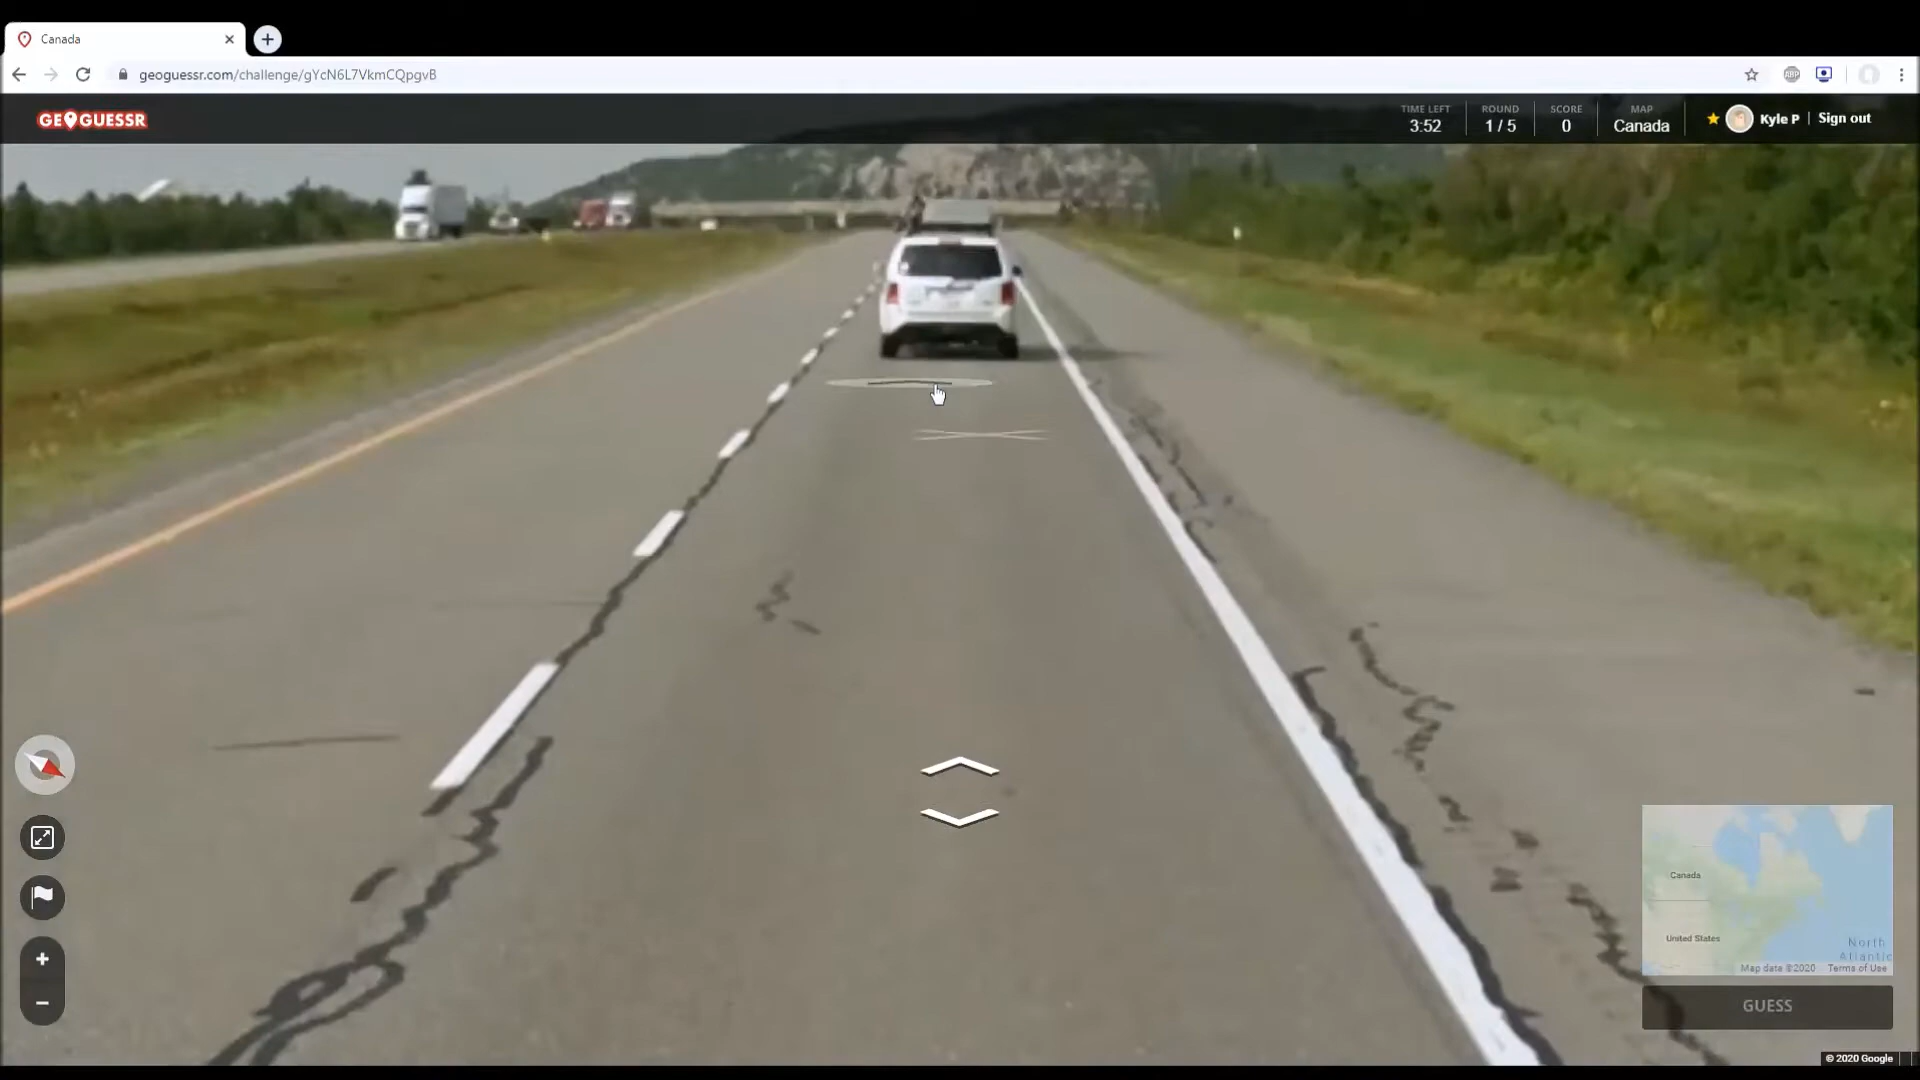 Canada
geoguessr.com/challenge/gYcN6L7VkmCQpgvB
ABP
GEOGUESSR
TIME LEFT
3:52
ROUND
1 / 5
SCORE
0
MAP
Canada
Kyle P
Sign out
Canada
United States
North
Atlantic
Map data ©2020
Terms of Use
GUESS
© 2020 Google